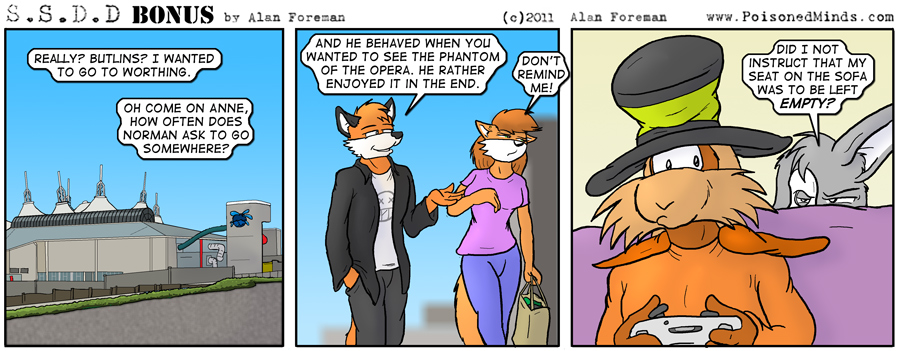 S.S.D.D BONUS by Alan Foreman (c)2011 Alan Foreman www.PoisonedMinds.com
REALLY? BUTLINS? I WANTED
TO GO TO WORTHING.
OH COME ON ANNE,
HOW OFTEN DOES
NORMAN ASK TO GO
SOMEWHERE?
AND HE BEHAVED WHEN YOU
WANTED TO SEE THE PHANTOM
OF THE OPERA. HE RATHER
ENJOYED IT IN THE END.
DON'T
REMIND
ME!
DID I NOT
INSTRUCT THAT MY
SEAT ON THE SOFA
WAS TO BE LEFT
EMPTY?